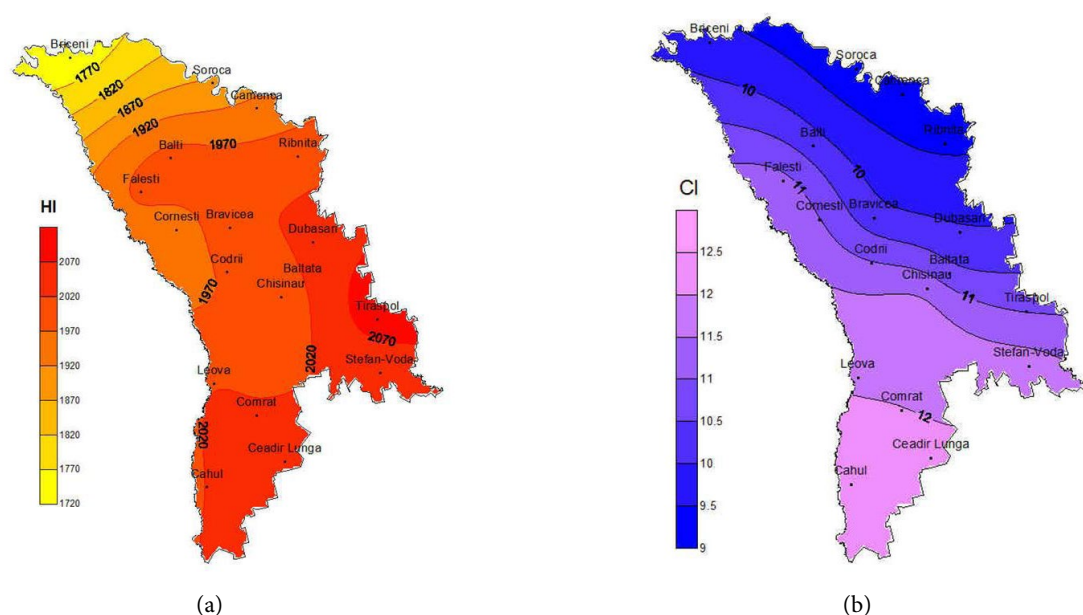 Briceni
1770
1820
1870
1920
Soroca
Camenca
1970
Balti
Ribnita
Falesti
Cornesti
Bravicea
Dubasari
Codrii
Baltata
Chisinau
1970
Tiraspol
2070
2020
Stefan-Voda
Leova
Comrat
2020
Ceadir Lunga
Cahul
HI
2070
2020
1970
1920
1870
1820
1770
1720
(a)
Briceni
Soroca
Camenca
10
Balti
Ribnita
Falesti
11
10
Cornesti
Bravicea
Dubasari
Codrii
Baltata
Chisinau
11
Tiraspol
Stefan-Voda
Leova
Comrat
12
Ceadir Lunga
Cahul
CI
12.5
12
11.5
11
10.5
10
9.5
9
(b)